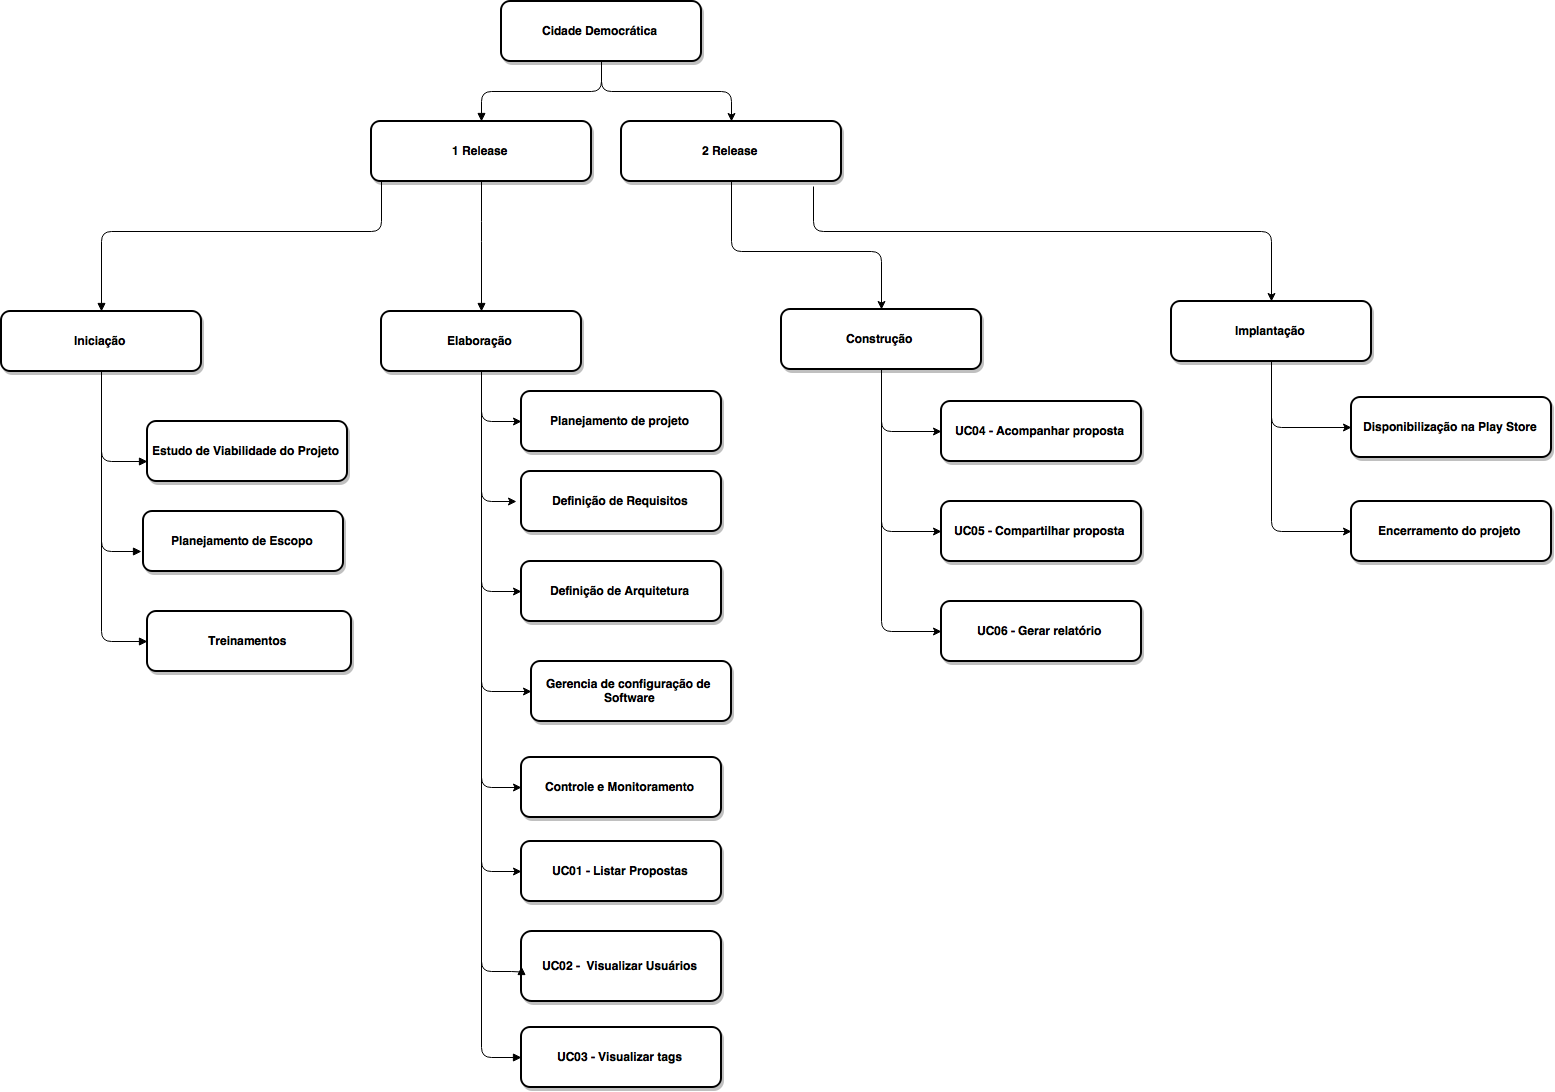 Cidade Democrática
1 Release
2 Release
Iniciação
Elaboração
Construção
Implantação
Estudo de Viabilidade do Projeto
Planejamento de Escopo
Treinamentos
Planejamento de projeto
Definição de Requisitos
Definição de Arquitetura
Gerencia de configuração de
Software
Controle e Monitoramento
UC01 - Listar Propostas
UC02 -  Visualizar Usuários
UC03 - Visualizar tags
UC04 - Acompanhar proposta
UC05 - Compartilhar proposta
UC06 - Gerar relatório
Disponibilização na Play Store
Encerramento do projeto